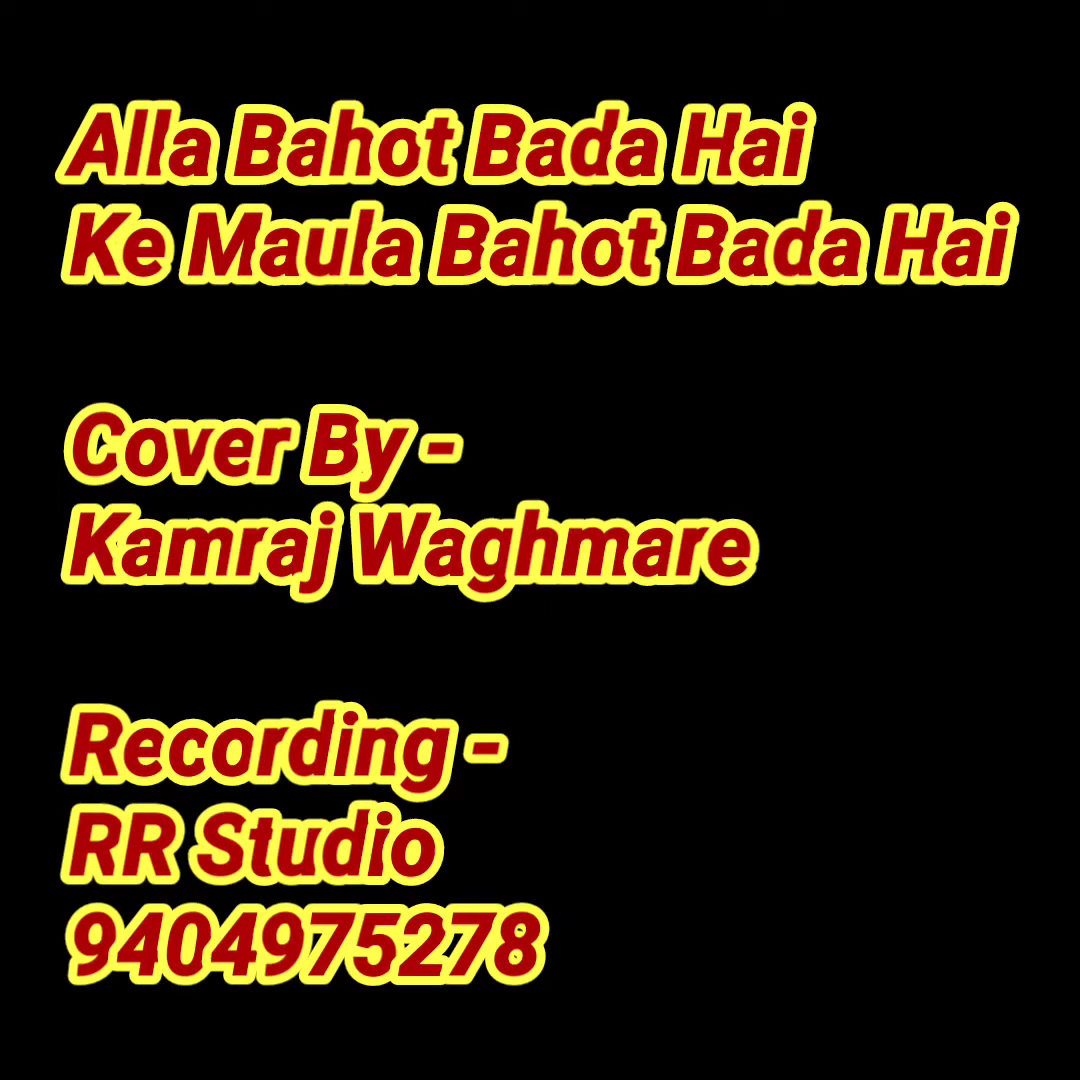 Alla Bahot Bada Hai
Ke Maula Bahot Bada Hai
Cover By -
Kamraj Waghmare
Recording -
RR Studio
9404975278